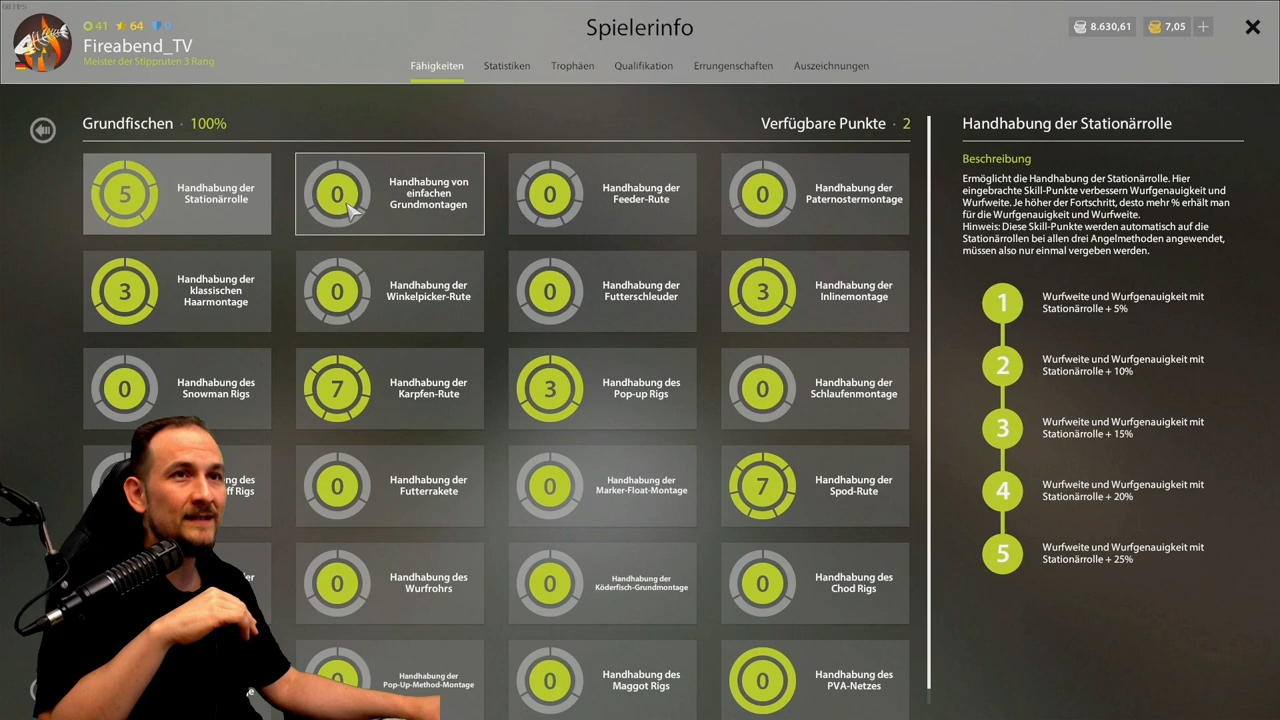 60 FPS
41 64 0
Fireabend_TV
Meister der Stippruten 3 Rang
Spielerinfo
8.630,61 7,05 +
Fähigkeiten Statistiken Trophäen Qualifikation Errungenschaften Auszeichnungen
Grundfischen · 100%
Verfügbare Punkte · 2
5 Handhabung der
Stationärrolle
0 Handhabung von
einfachen
Grundmontagen
0 Handhabung der
Feeder-Rute
0 Handhabung der
Paternostermontage
3 Handhabung der
klassischen
Haarmontage
0 Handhabung der
Winkelpicker-Rute
0 Handhabung der
Futterschleuder
3 Handhabung der
Inlinemontage
0 Handhabung des
Snowman Rigs
7 Handhabung der
Karpfen-Rute
3 Handhabung des
Pop-up Rigs
0 Handhabung der
Schlaufenmontage
ng des
ff Rigs
0 Handhabung der
Futterrakete
0 Handhabung der
Marker-Float-Montage
7 Handhabung der
Spod-Rute
der
0 Handhabung des
Wurfrohrs
0 Handhabung der
Köderfisch-Grundmontage
0 Handhabung des
Chod Rigs
0 Handhabung der
Pop-Up-Method-Montage
0 Handhabung des
Maggot Rigs
0 Handhabung des
PVA-Netzes
Handhabung der Stationärrolle
Beschreibung
Ermöglicht die Handhabung der Stationärrolle. Hier
eingebrachte Skill-Punkte verbessern Wurfgenauigkeit und
Wurfweite. Je höher der Fortschritt, desto mehr % erhält man
für die Wurfgenauigkeit und Wurfweite.
Hinweis: Diese Skill-Punkte werden automatisch auf die
Stationärrollen bei allen drei Angelmethoden angewendet,
müssen also nur einmal vergeben werden.
1 Wurfweite und Wurfgenauigkeit mit
Stationärrolle + 5%
2 Wurfweite und Wurfgenauigkeit mit
Stationärrolle + 10%
3 Wurfweite und Wurfgenauigkeit mit
Stationärrolle + 15%
4 Wurfweite und Wurfgenauigkeit mit
Stationärrolle + 20%
5 Wurfweite und Wurfgenauigkeit mit
Stationärrolle + 25%